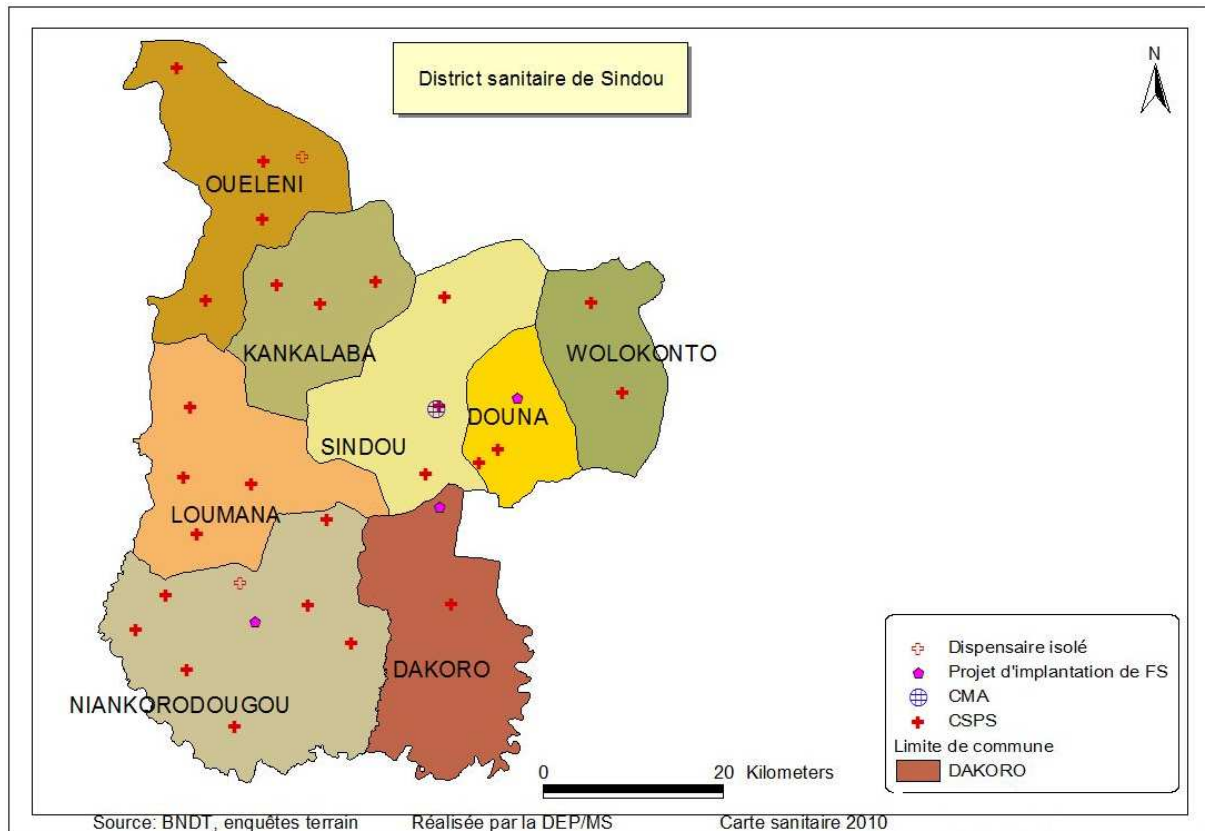 District sanitaire de Sindou
N
OUELENI
KANKALABA
WOLOKONTO
DOUNA
SINDOU
LOUMANA
DAKORO
NIANKORODOUGOU
Dispensaire isolé
Projet d'implantation de FS
CMA
CSPS
Limite de commune
DAKORO
0 20 Kilometers
Source: BNDT, enquêtes terrain Réalisée par la DEP/MS Carte sanitaire 2010